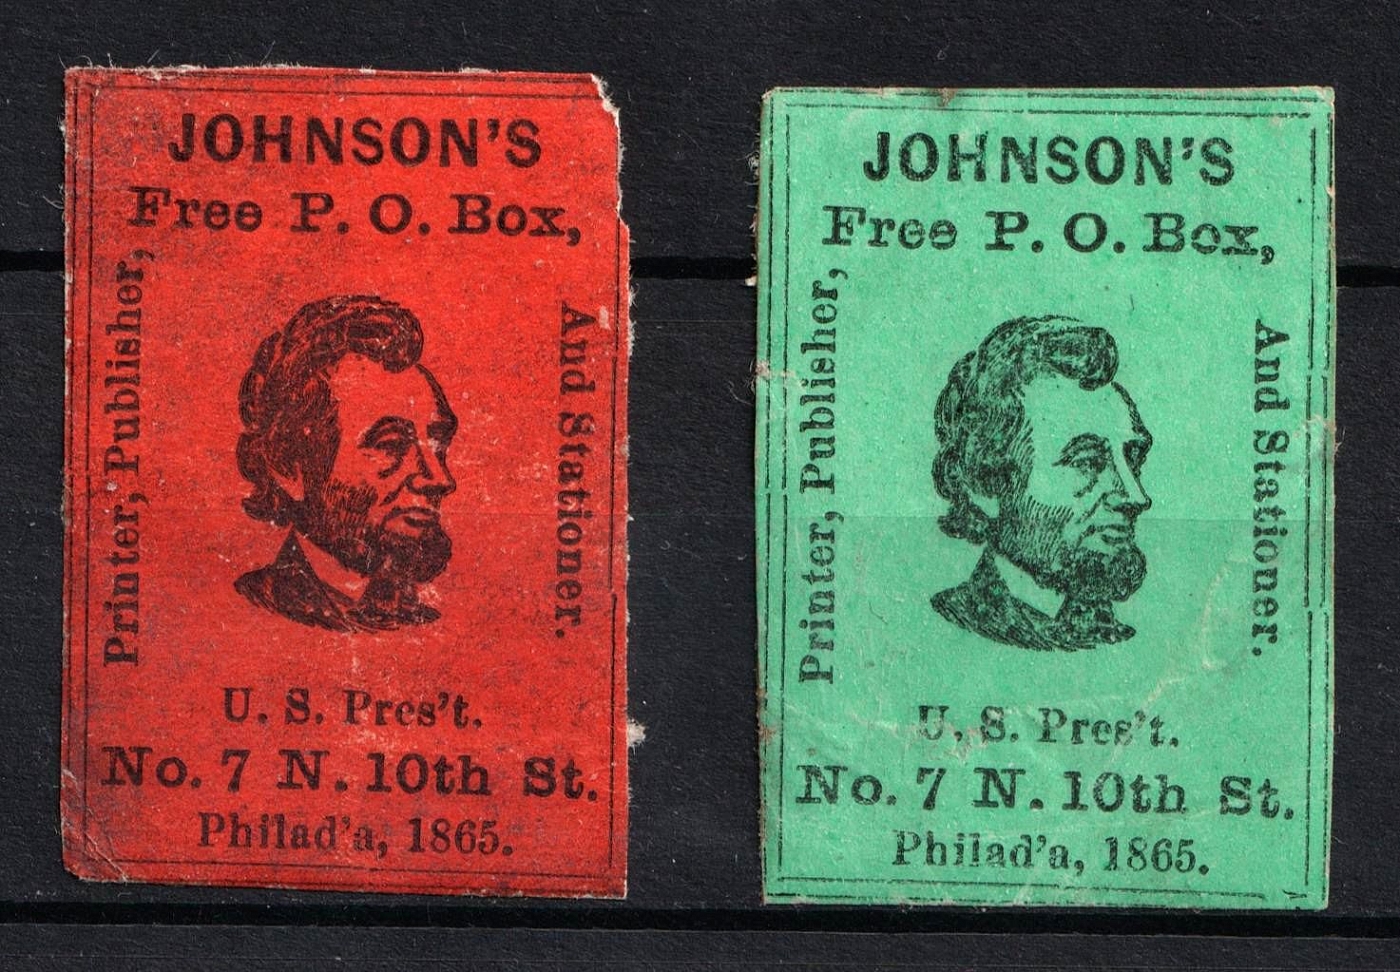 JOHNSON'S
Free P. O. Box,
Printer, Publisher,
And Stationer.
U. S. Pres't.
No. 7 N. 10th St.
Philad'a, 1865.
JOHNSON'S
Free P. O. Box,
Printer, Publisher,
And Stationer.
U. S. Pres't.
No. 7 N. 10th St.
Philad'a, 1865.